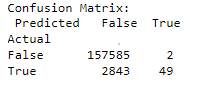 Confusion Matrix:
Predicted False True
Actual
False 157585 2
True 2843 49